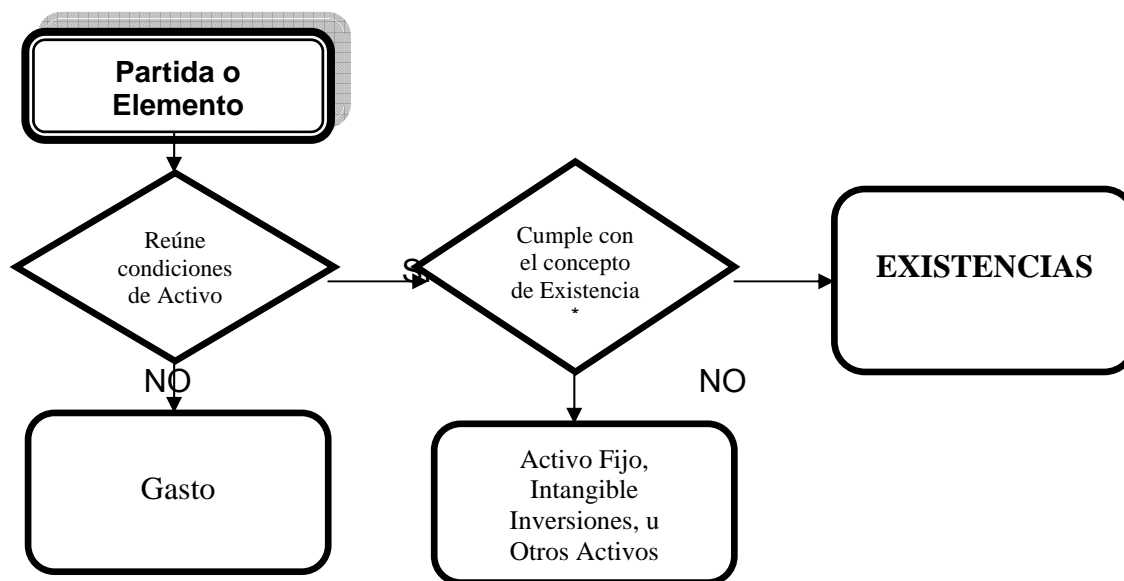 Partida o
Elemento
Reúne
condiciones
de Activo
Cumple con
el concepto
de Existencia
*
EXISTENCIAS
NO
NO
Gasto
Activo Fijo,
Intangible
Inversiones, u
Otros Activos